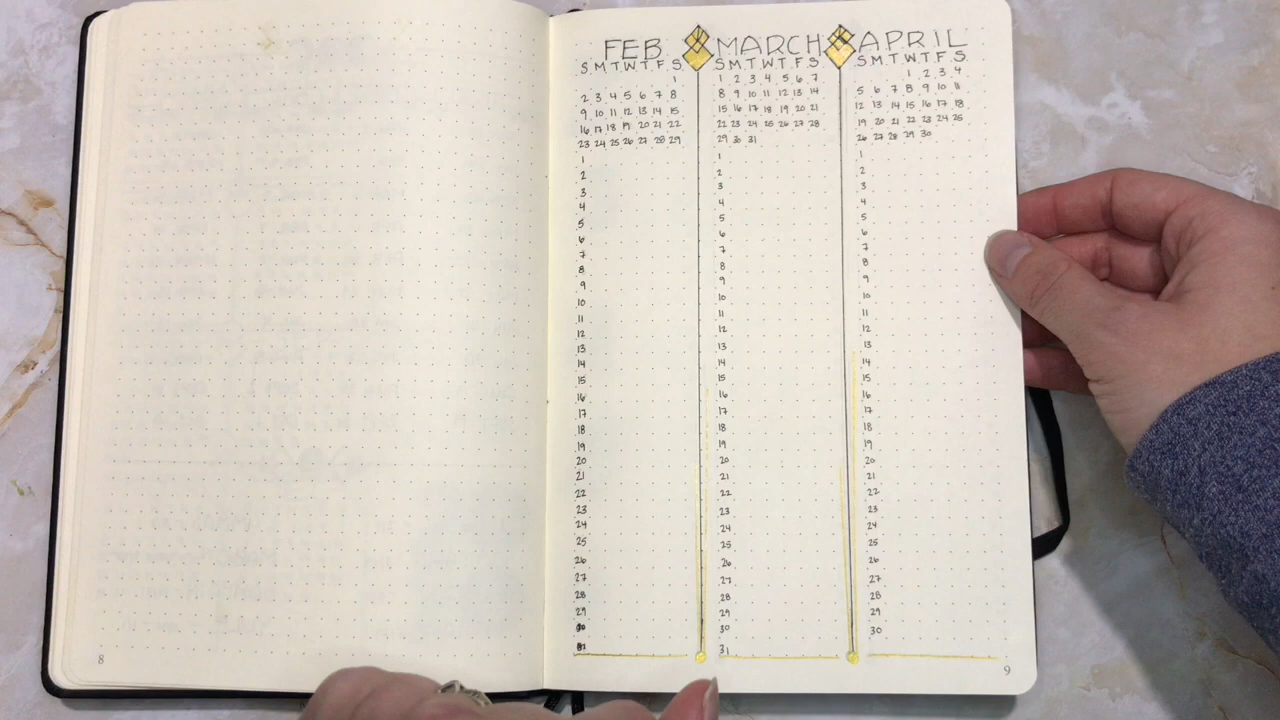 FEB MARCH APRIL
S M T W T F S S M T W T F S S M T W T F S
1 1 2 3 4 5 6 7 1 2 3 4
2 3 4 5 6 7 8 8 9 10 11 12 13 14 5 6 7 8 9 10 11
9 10 11 12 13 14 15 15 16 17 18 19 20 21 12 13 14 15 16 17 18
16 17 18 19 20 21 22 22 23 24 25 26 27 28 19 20 21 22 23 24 25
23 24 25 26 27 28 29 29 30 31 26 27 28 29 30
1 1 1
2 2 2
3 3 3
4 4 4
5 5 5
6 6 6
7 7 7
8 8 8
9 9 9
10 10 10
11 11 11
12 12 12
13 13 13
14 14 14
15 15 15
16 16 16
17 17 17
18 18 18
19 19 19
20 20 20
21 21 21
22 22 22
23 23 23
24 24 24
25 25 25
26 26 26
27 27 27
28 28 28
29 29 29
30 30 30
31 31
8 9